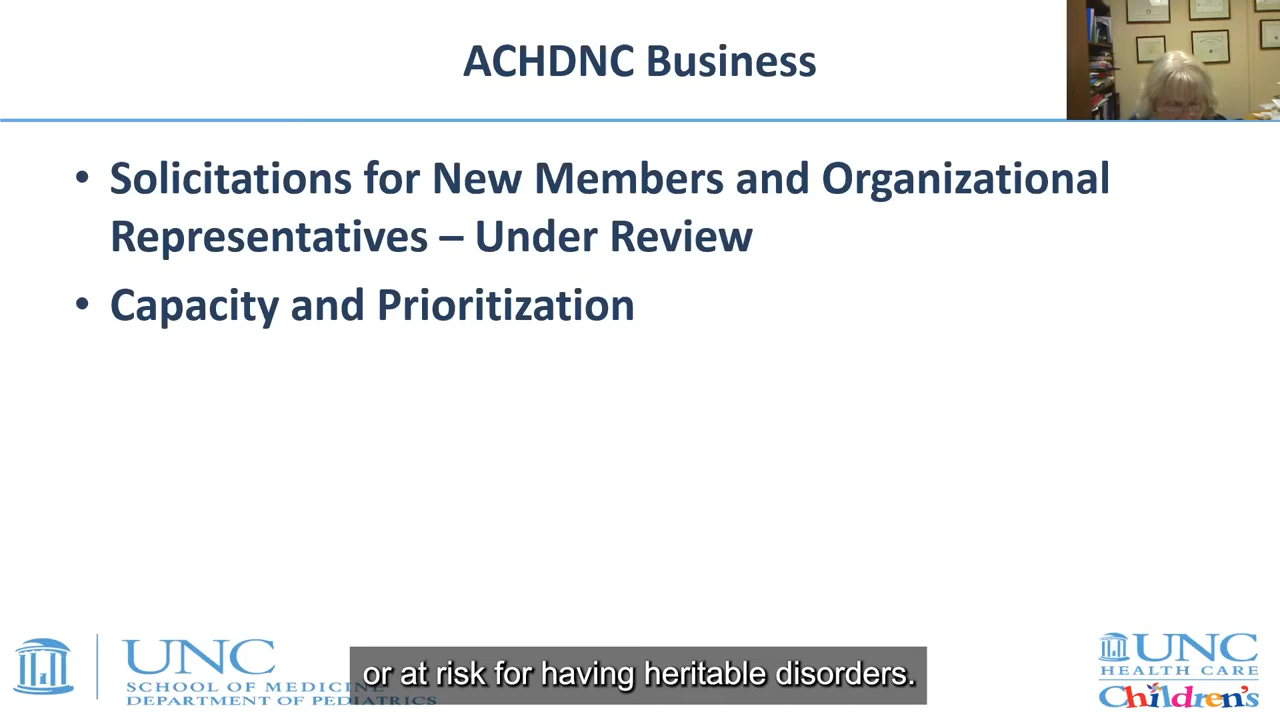 ACHDNC Business
• Solicitations for New Members and Organizational
Representatives – Under Review
• Capacity and Prioritization
UNC
SCHOOL OF MEDICINE
DEPARTMENT OF PEDIATRICS
or at risk for having heritable disorders.
UNC
HEALTH CARE
Children's